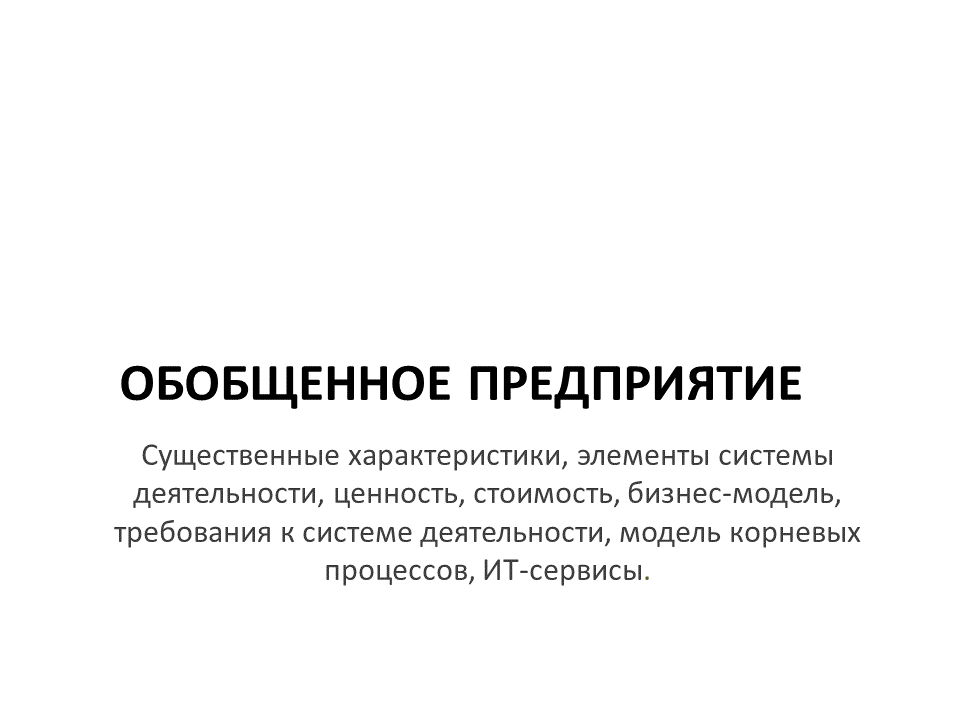 ОБОБЩЕННОЕ ПРЕДПРИЯТИЕ
Существенные характеристики, элементы системы
деятельности, ценность, стоимость, бизнес-модель,
требования к системе деятельности, модель корневых
процессов, ИТ-сервисы.